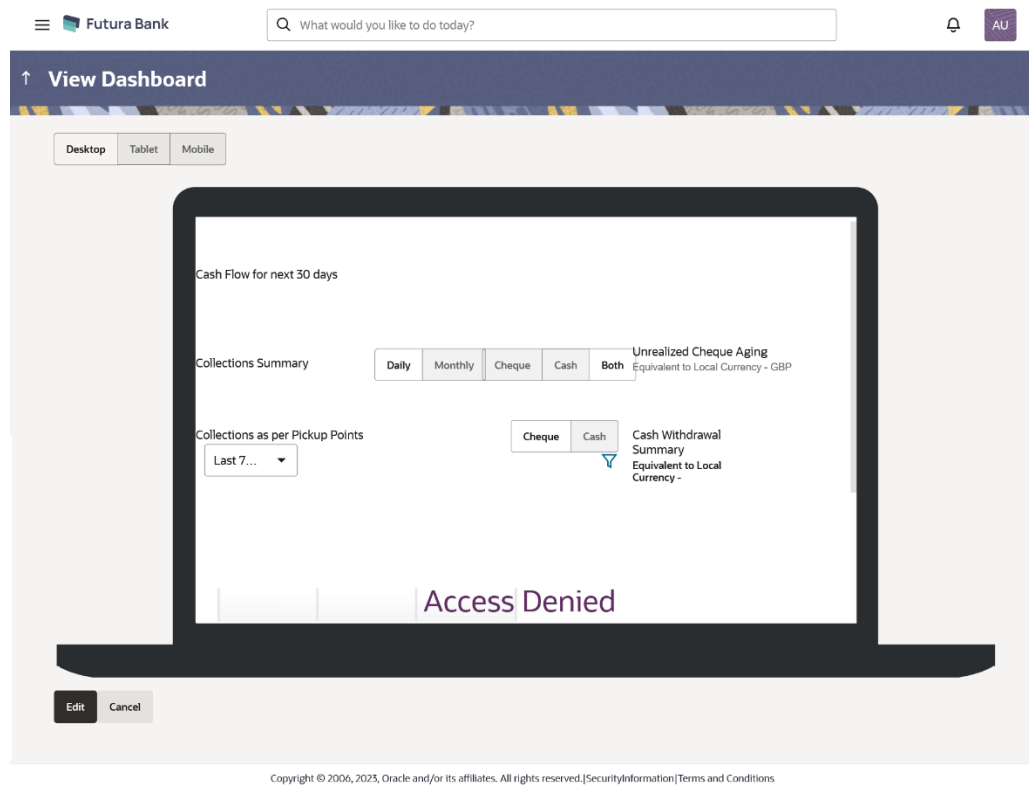 Futura Bank
What would you like to do today?
AU
View Dashboard
Desktop Tablet Mobile
Cash Flow for next 30 days
Collections Summary
Daily Monthly Cheque Cash Both
Unrealized Cheque Aging
Equivalent to Local Currency - GBP
Collections as per Pickup Points
Last 7...
Cheque Cash
Cash Withdrawal
Summary
Equivalent to Local
Currency -
Access Denied
Edit Cancel
Copyright © 2006, 2023, Oracle and/or its affiliates. All rights reserved.|SecurityInformation|Terms and Conditions